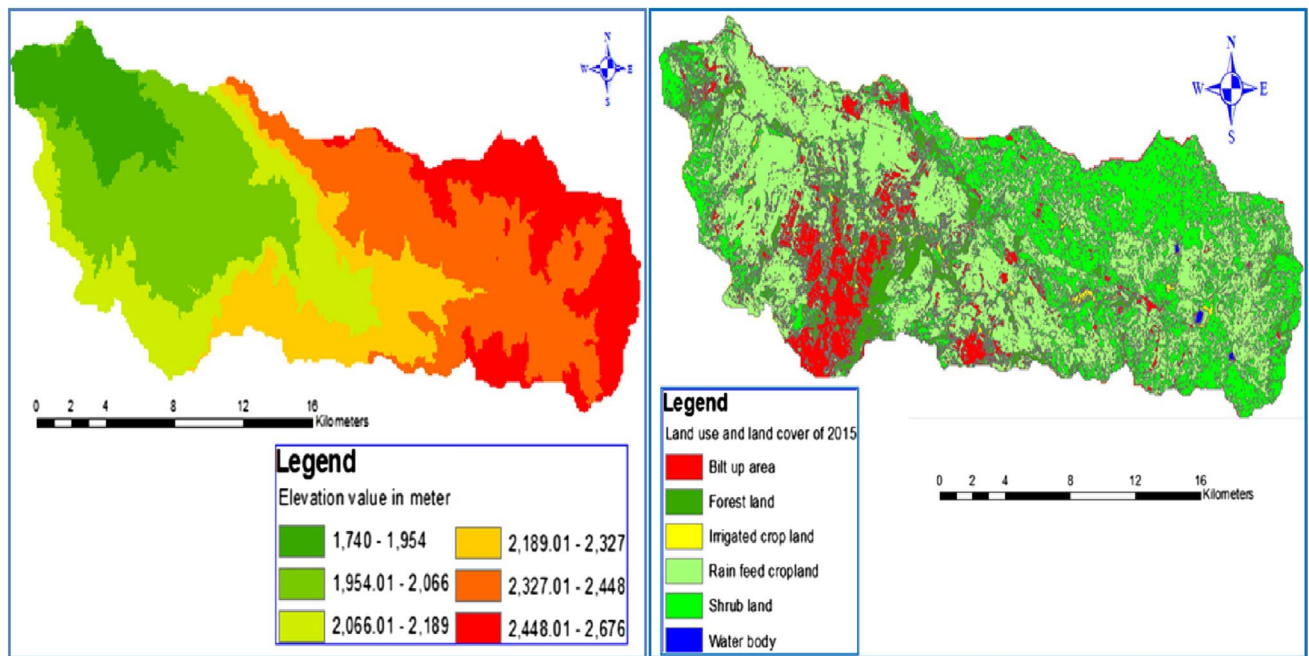 N
W E
S
0 2 4 8 12 16
Kilometers
Legend
Elevation value in meter
1,740 - 1,954
1,954.01 - 2,066
2,066.01 - 2,189
2,189.01 - 2,327
2,327.01 - 2,448
2,448.01 - 2,676
N
W E
S
Legend
Land use and land cover of 2015
Bilt up area
Forest land
Irrigated crop land
Rain feed cropland
Shrub land
Water body
0 2 4 8 12 16
Kilometers